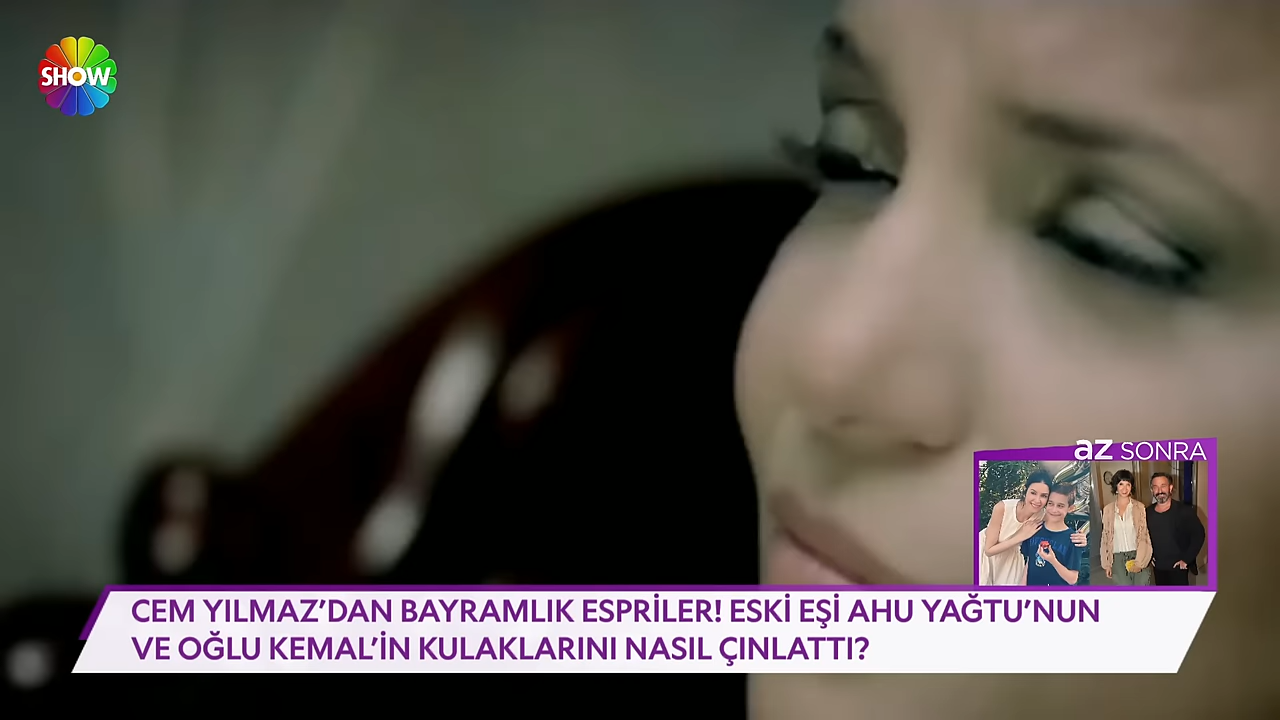 SHOW
az SONRA
CEM YILMAZ'DAN BAYRAMLIK ESPRİLER! ESKİ EŞİ AHU YAĞTU'NUN
VE OĞLU KEMAL'İN KULAKLARINI NASIL ÇINLATTI?